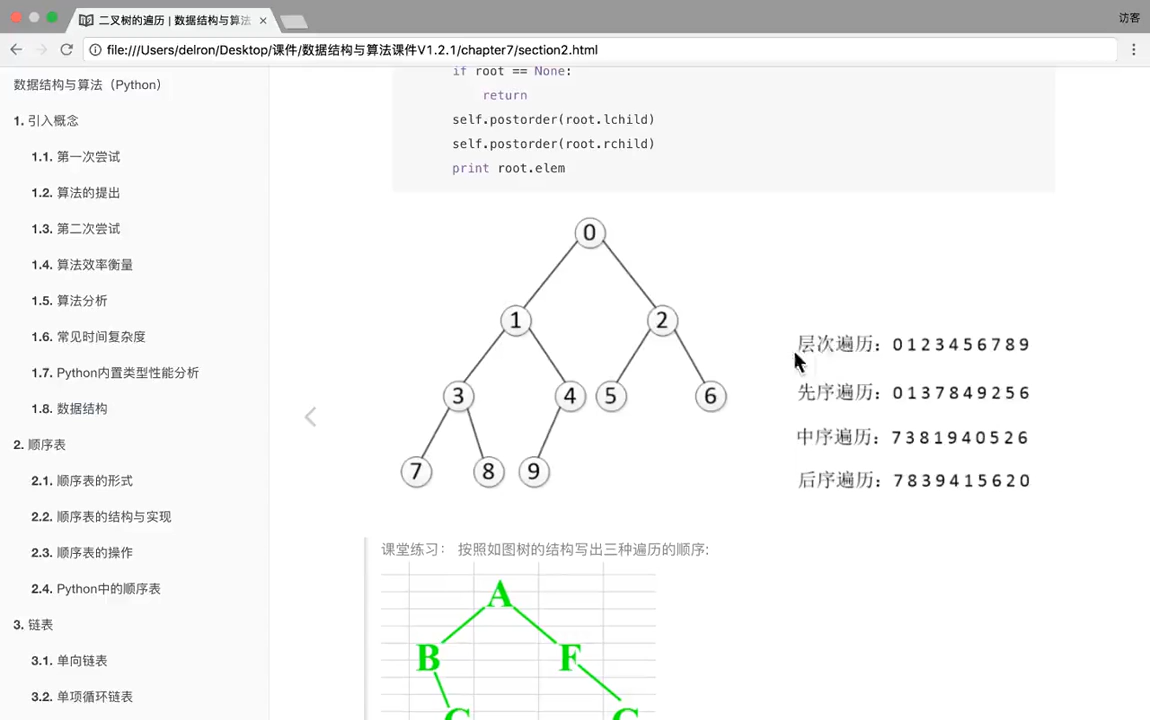 二叉树的遍历 | 数据结构与算法
访客
file:///Users/delron/Desktop/课件/数据结构与算法课件V1.2.1/chapter7/section2.html
数据结构与算法（Python）
1. 引入概念
1.1. 第一次尝试
1.2. 算法的提出
1.3. 第二次尝试
1.4. 算法效率衡量
1.5. 算法分析
1.6. 常见时间复杂度
1.7. Python内置类型性能分析
1.8. 数据结构
2. 顺序表
2.1. 顺序表的形式
2.2. 顺序表的结构与实现
2.3. 顺序表的操作
2.4. Python中的顺序表
3. 链表
3.1. 单向链表
3.2. 单项循环链表
if root == None:
return
self.postorder(root.lchild)
self.postorder(root.rchild)
print root.elem
0
1 2
3 4 5 6
7 8 9
层次遍历：0 1 2 3 4 5 6 7 8 9
先序遍历：0 1 3 7 8 4 9 2 5 6
中序遍历：7 3 8 1 9 4 0 5 2 6
后序遍历：7 8 3 9 4 1 5 6 2 0
课堂练习： 按照如图树的结构写出三种遍历的顺序:
A
B F